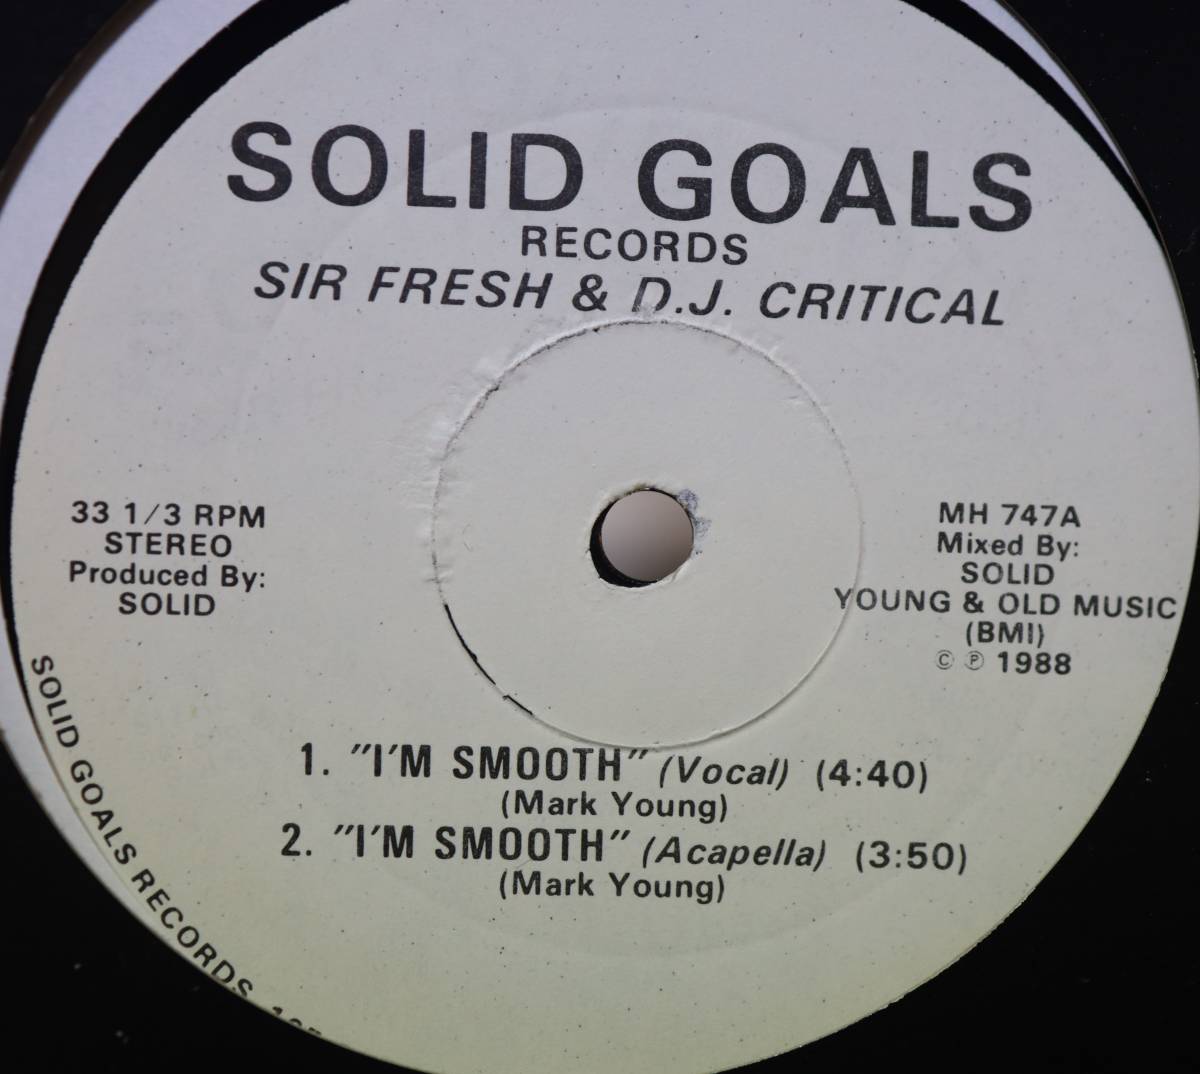 SOLID GOALS
RECORDS
SIR FRESH & D.J. CRITICAL
33 1/3 RPM
STEREO
Produced By:
SOLID
MH 747A
Mixed By:
SOLID
YOUNG & OLD MUSIC
(BMI)
© ℗ 1988
1. "I'M SMOOTH" (Vocal) (4:40)
(Mark Young)
2. "I'M SMOOTH" (Acapella) (3:50)
(Mark Young)
SOLID GOALS RECORDS